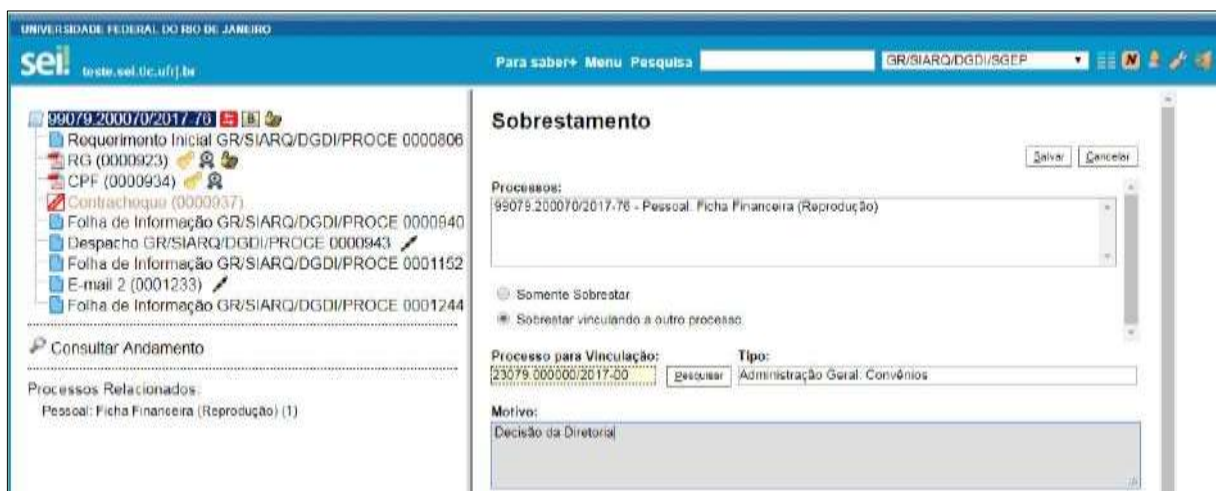 UNIVERSIDADE FEDERAL DO RIO DE JANEIRO
sei! teste.sei.tic.ufrj.br
Para saber+ Menu Pesquisa GR/SIARQ/DGDI/SGEP
99079.200070/2017-76
Requerimento Inicial GR/SIARQ/DGDI/PROCE 0000806
RG (0000923)
CPF (0000934)
Contracheque (0000937)
Folha de Informação GR/SIARQ/DGDI/PROCE 0000940
Despacho GR/SIARQ/DGDI/PROCE 0000943
Folha de Informação GR/SIARQ/DGDI/PROCE 0001152
E-mail 2 (0001233)
Folha de Informação GR/SIARQ/DGDI/PROCE 0001244
Consultar Andamento
Processos Relacionados:
Pessoal: Ficha Financeira (Reprodução) (1)
Sobrestamento
Salvar Cancelar
Processos:
99079.200070/2017-76 - Pessoal: Ficha Financeira (Reprodução)
Somente Sobrestar
Sobrestar vinculando a outro processo
Processo para Vinculação: Tipo:
23079.000000/2017-00 Pesquisar Administração Geral: Convênios
Motivo:
Decisão da Diretoria